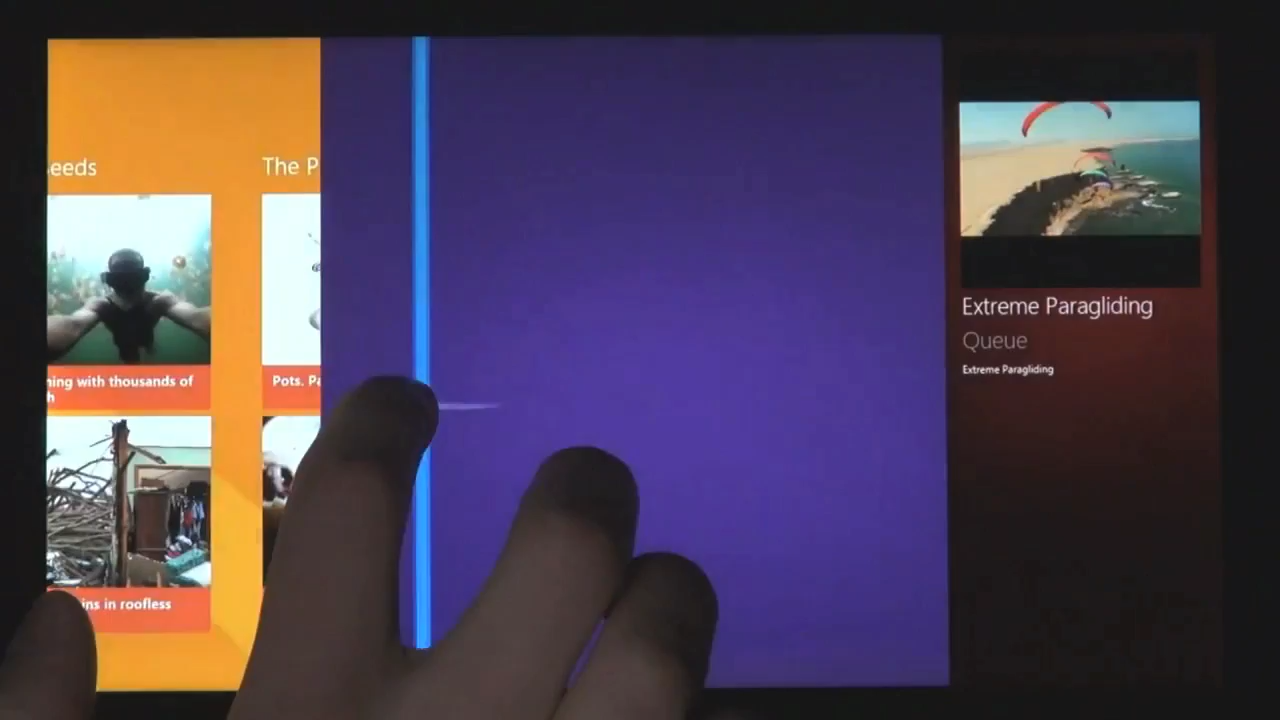 eeds
The P
ning with thousands of
h
Pots. Pa
ins in roofless
Extreme Paragliding
Queue
Extreme Paragliding